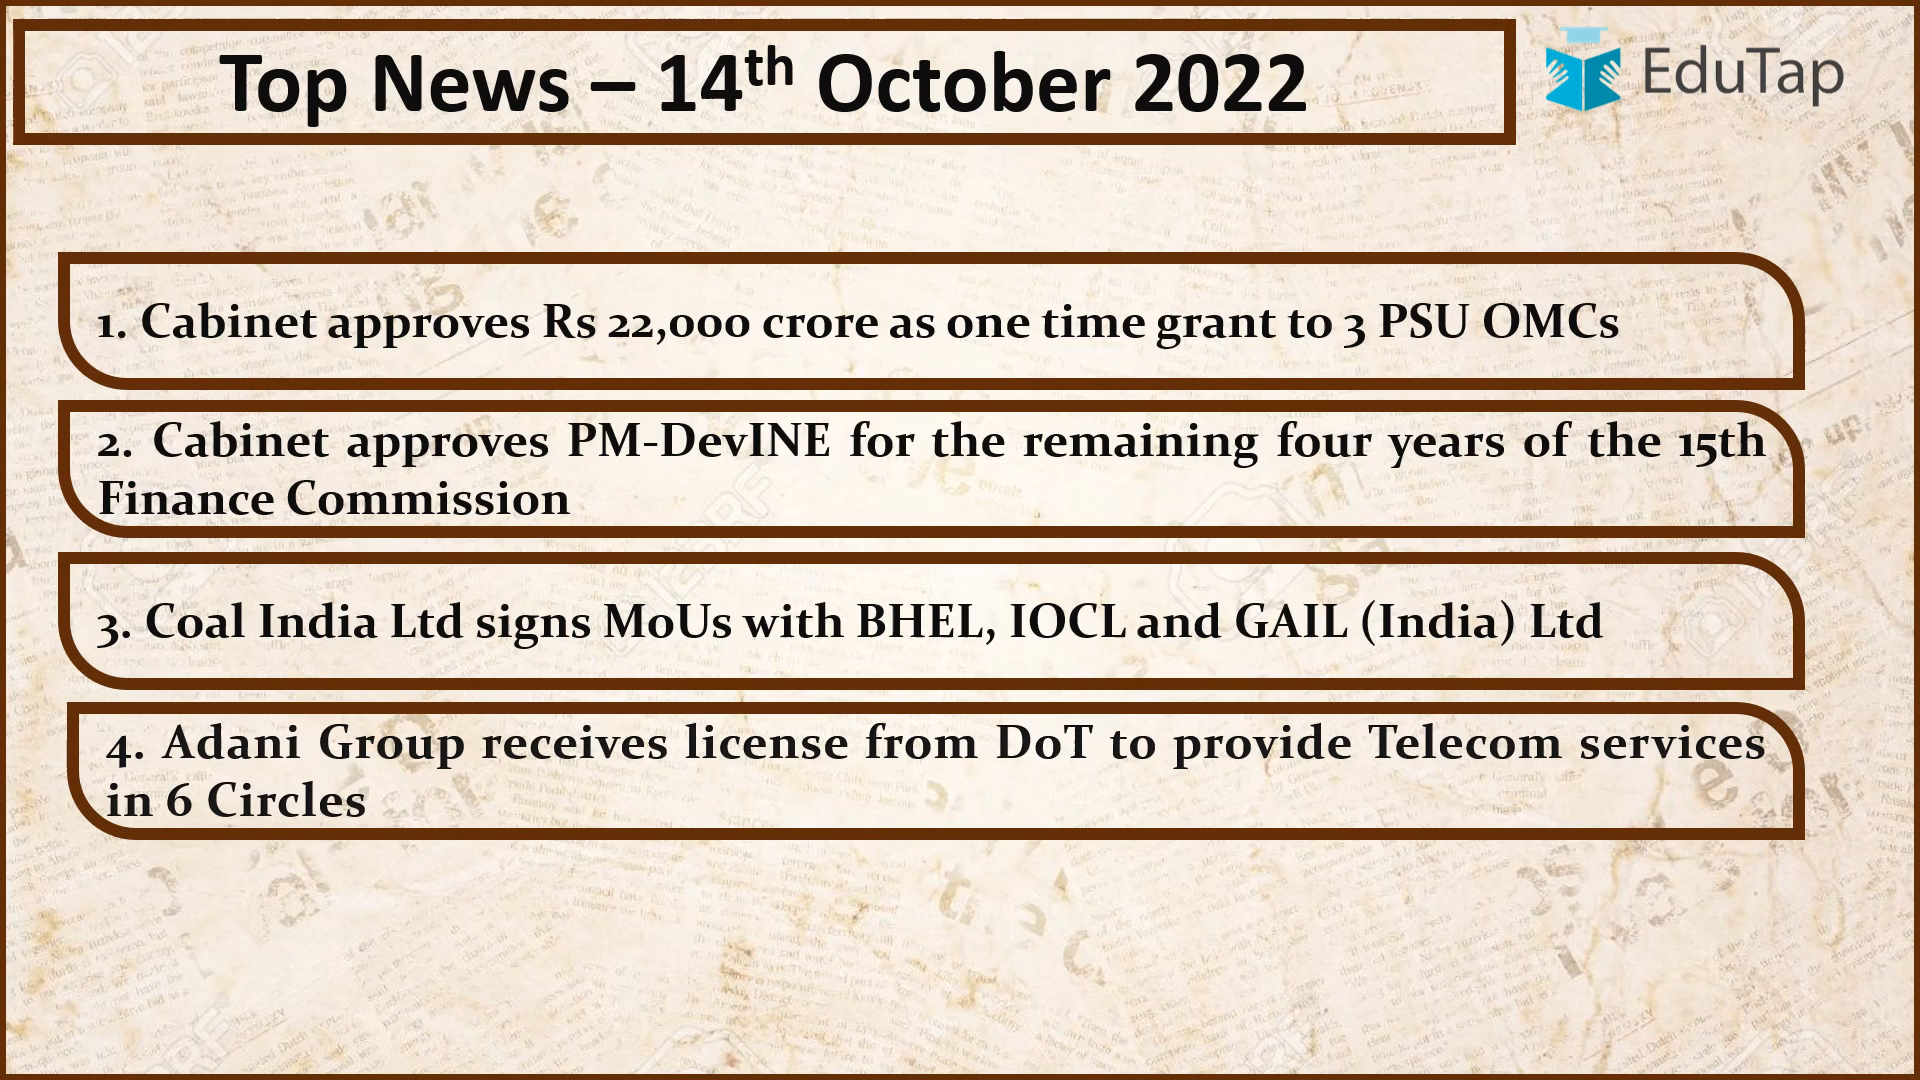 Top News – 14th October 2022
EduTap
1. Cabinet approves Rs 22,000 crore as one time grant to 3 PSU OMCs
2. Cabinet approves PM-DevINE for the remaining four years of the 15th
Finance Commission
3. Coal India Ltd signs MoUs with BHEL, IOCL and GAIL (India) Ltd
4. Adani Group receives license from DoT to provide Telecom services
in 6 Circles